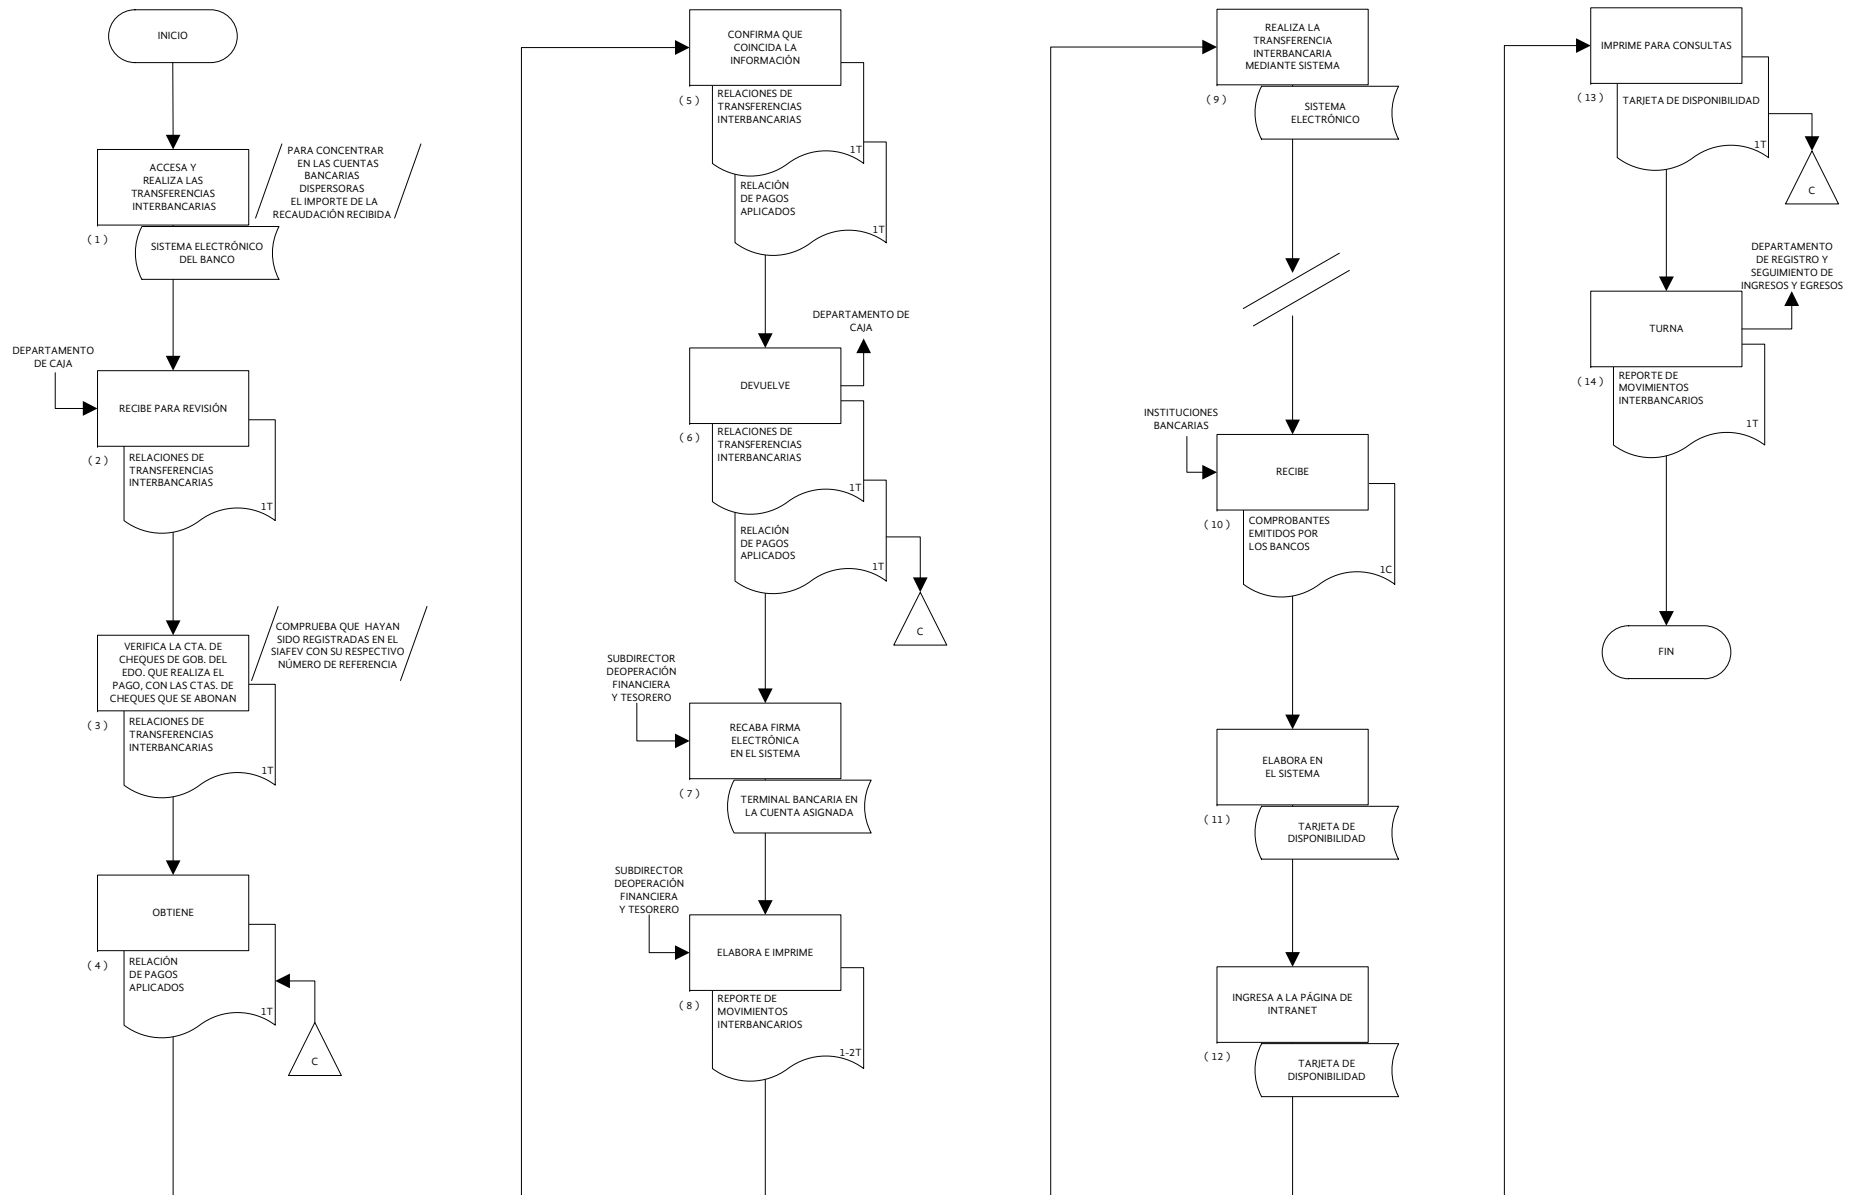 INICIO
ACCESA Y
REALIZA LAS
TRANSFERENCIAS
INTERBANCARIAS
PARA CONCENTRAR
EN LAS CUENTAS
BANCARIAS
DISPERSORAS
EL IMPORTE DE LA
RECAUDACIÓN RECIBIDA
( 1 )
SISTEMA ELECTRÓNICO
DEL BANCO
DEPARTAMENTO
DE CAJA
RECIBE PARA REVISIÓN
( 2 )
RELACIONES DE
TRANSFERENCIAS
INTERBANCARIAS
1T
COMPRUEBA QUE HAYAN
SIDO REGISTRADAS EN EL
SIAFEV CON SU RESPECTIVO
NÚMERO DE REFERENCIA
VERIFICA LA CTA. DE
CHEQUES DE GOB. DEL
EDO. QUE REALIZA EL
PAGO, CON LAS CTAS. DE
CHEQUES QUE SE ABONAN
( 3 )
RELACIONES DE
TRANSFERENCIAS
INTERBANCARIAS
1T
OBTIENE
( 4 )
RELACIÓN
DE PAGOS
APLICADOS
1T
C
CONFIRMA QUE
COINCIDA LA
INFORMACIÓN
( 5 )
RELACIONES DE
TRANSFERENCIAS
INTERBANCARIAS
1T
RELACIÓN
DE PAGOS
APLICADOS
1T
DEPARTAMENTO DE
CAJA
DEVUELVE
( 6 )
RELACIONES DE
TRANSFERENCIAS
INTERBANCARIAS
1T
RELACIÓN
DE PAGOS
APLICADOS
1T
C
SUBDIRECTOR
DEOPERACIÓN
FINANCIERA
Y TESORERO
RECABA FIRMA
ELECTRÓNICA
EN EL SISTEMA
( 7 )
TERMINAL BANCARIA EN
LA CUENTA ASIGNADA
SUBDIRECTOR
DEOPERACIÓN
FINANCIERA
Y TESORERO
ELABORA E IMPRIME
( 8 )
REPORTE DE
MOVIMIENTOS
INTERBANCARIOS
1-2T
REALIZA LA
TRANSFERENCIA
INTERBANCARIA
MEDIANTE SISTEMA
( 9 )
SISTEMA
ELECTRÓNICO
INSTITUCIONES
BANCARIAS
RECIBE
( 10 )
COMPROBANTES
EMITIDOS POR
LOS BANCOS
1C
ELABORA EN
EL SISTEMA
( 11 )
TARJETA DE
DISPONIBILIDAD
INGRESA A LA PÁGINA DE
INTRANET
( 12 )
TARJETA DE
DISPONIBILIDAD
IMPRIME PARA CONSULTAS
( 13 )
TARJETA DE DISPONIBILIDAD
1T
C
DEPARTAMENTO
DE REGISTRO Y
SEGUIMIENTO DE
INGRESOS Y EGRESOS
TURNA
( 14 )
REPORTE DE
MOVIMIENTOS
INTERBANCARIOS
1T
FIN